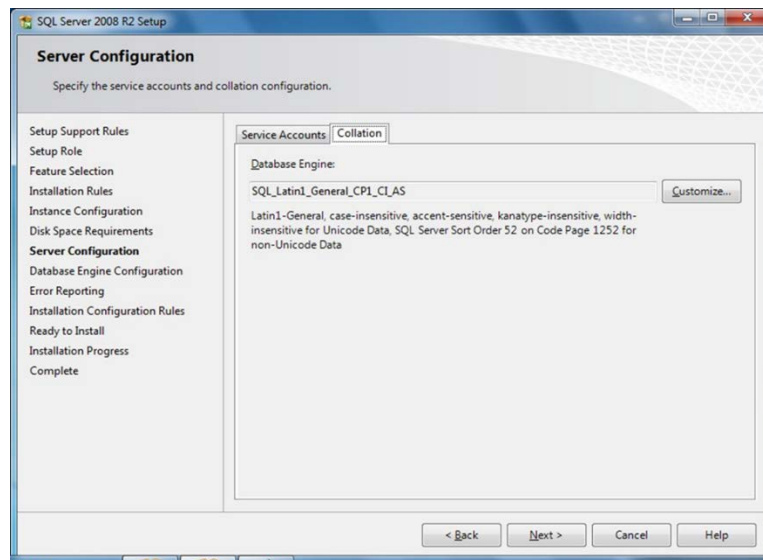 SQL Server 2008 R2 Setup
Server Configuration
Specify the service accounts and collation configuration.
Setup Support Rules
Setup Role
Feature Selection
Installation Rules
Instance Configuration
Disk Space Requirements
Server Configuration
Database Engine Configuration
Error Reporting
Installation Configuration Rules
Ready to Install
Installation Progress
Complete
Service Accounts Collation
Database Engine:
SQL_Latin1_General_CP1_CI_AS
Customize...
Latin1-General, case-insensitive, accent-sensitive, kanatype-insensitive, width-
insensitive for Unicode Data, SQL Server Sort Order 52 on Code Page 1252 for
non-Unicode Data
< Back Next > Cancel Help